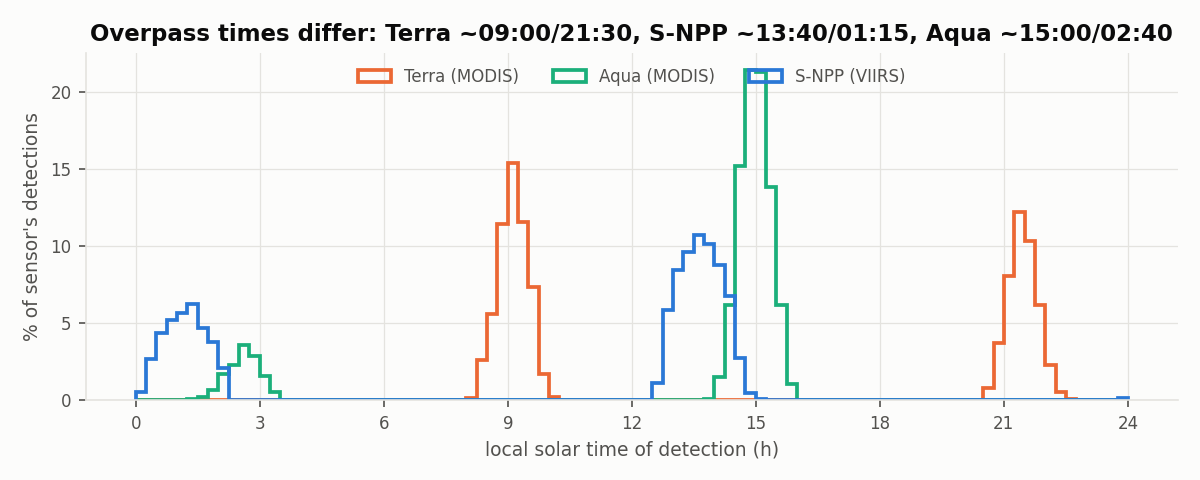 Overpass times differ: Terra ~09:00/21:30, S-NPP ~13:40/01:15, Aqua ~15:00/02:40
Terra (MODIS) Aqua (MODIS) S-NPP (VIIRS)
% of sensor's detections
20
15
10
5
0
0 3 6 9 12 15 18 21 24
local solar time of detection (h)